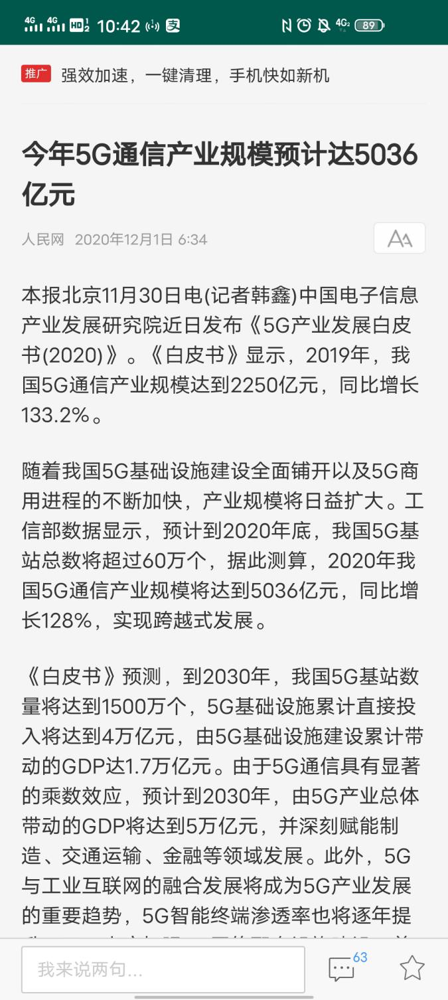 4G 4G HD 1 2 10:42 支 4G2 89
推广 强效加速，一键清理，手机快如新机
今年5G通信产业规模预计达5036
亿元
人民网 2020年12月1日 6:34
AA
本报北京11月30日电(记者韩鑫)中国电子信息
产业发展研究院近日发布《5G产业发展白皮
书(2020)》。《白皮书》显示，2019年，我
国5G通信产业规模达到2250亿元，同比增长
133.2%。
随着我国5G基础设施建设全面铺开以及5G商
用进程的不断加快，产业规模将日益扩大。工
信部数据显示，预计到2020年底，我国5G基
站总数将超过60万个，据此测算，2020年我
国5G通信产业规模将达到5036亿元，同比增
长128%，实现跨越式发展。
《白皮书》预测，到2030年，我国5G基站数
量将达到1500万个，5G基础设施累计直接投
入将达到4万亿元，由5G基础设施建设累计带
动的GDP达1.7万亿元。由于5G通信具有显著
的乘数效应，预计到2030年，由5G产业总体
带动的GDP将达到5万亿元，并深刻赋能制
造、交通运输、金融等领域发展。此外，5G
与工业互联网的融合发展将成为5G产业发展
的重要趋势，5G智能终端渗透率也将逐年提
我来说两句... 63